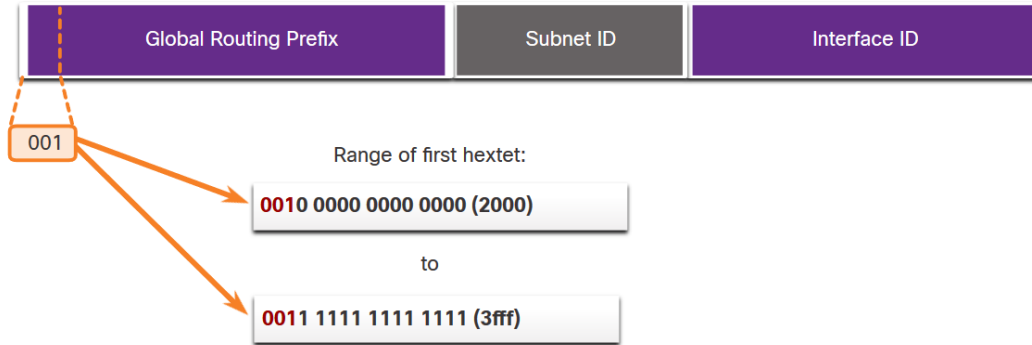 Global Routing Prefix Subnet ID Interface ID
001
Range of first hextet:
0010 0000 0000 0000 (2000)
to
0011 1111 1111 1111 (3fff)